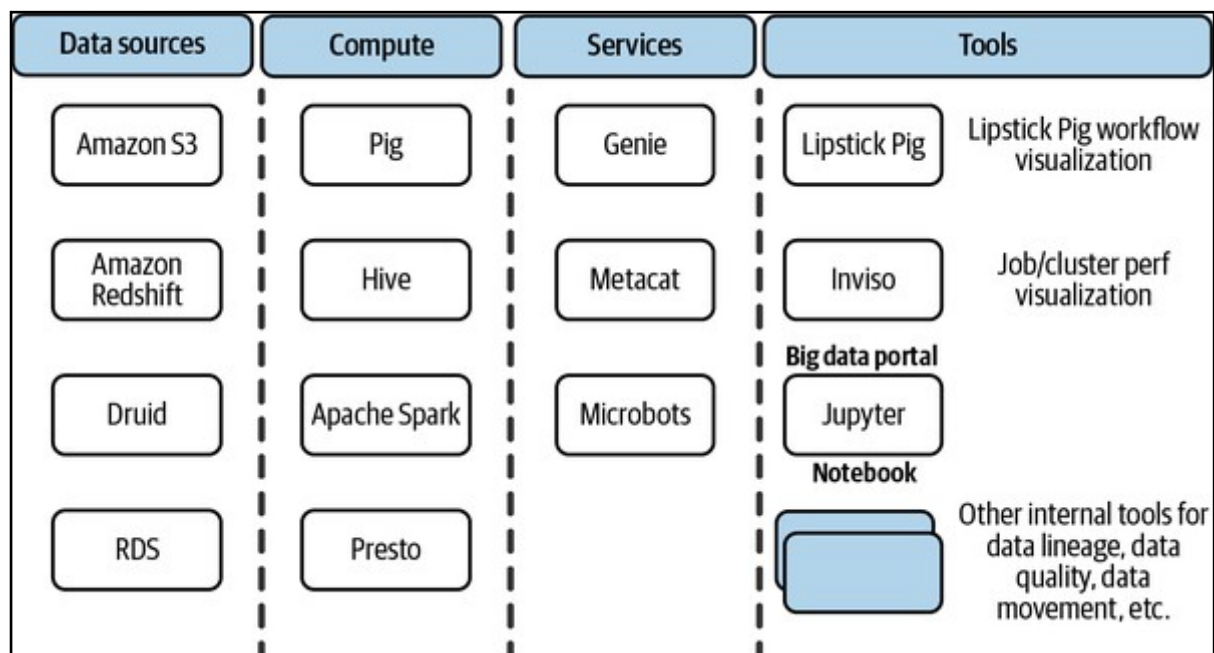 Data sources
Compute
Services
Tools
Amazon S3
Pig
Genie
Lipstick Pig
Lipstick Pig workflow
visualization
Amazon
Redshift
Hive
Metacat
Inviso
Job/cluster perf
visualization
Big data portal
Druid
Apache Spark
Microbots
Jupyter
Notebook
RDS
Presto
Other internal tools for
data lineage, data
quality, data
movement, etc.